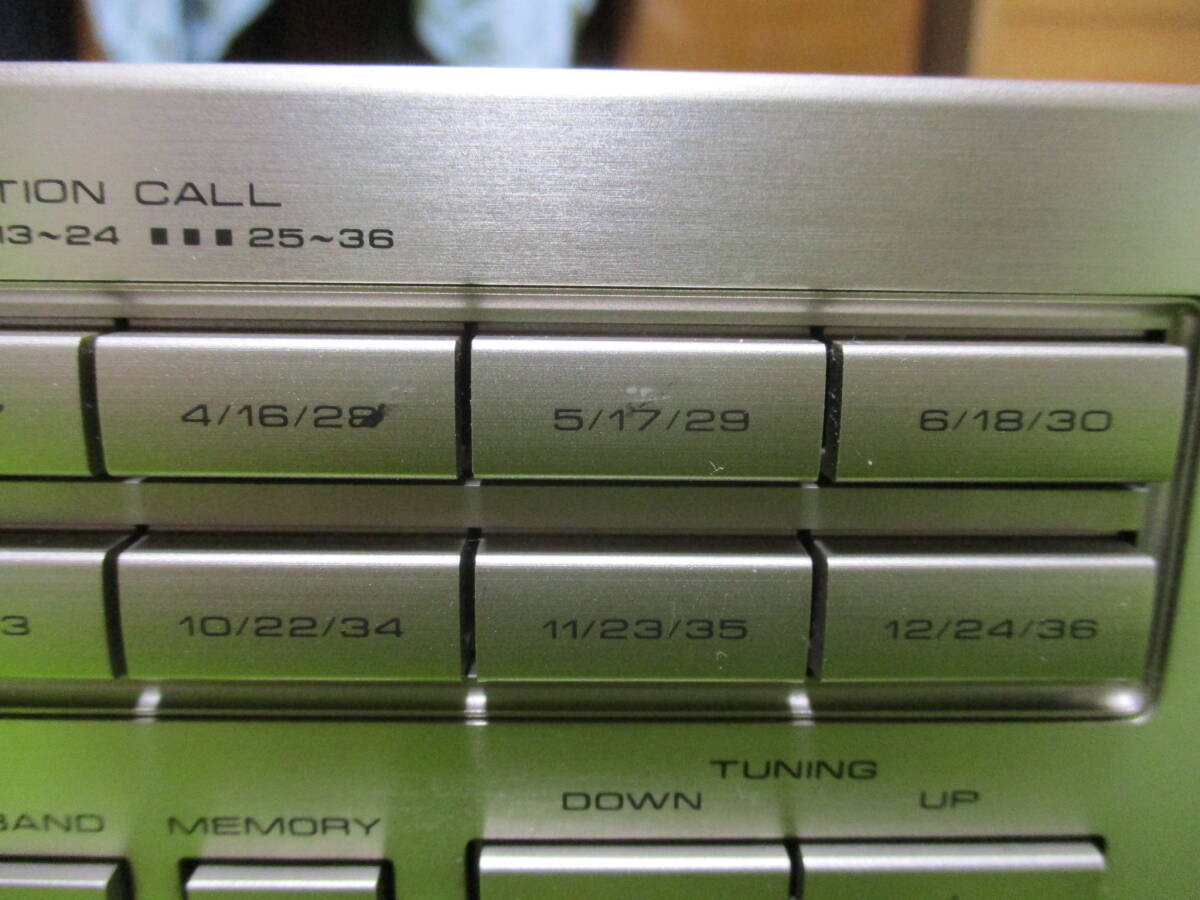 TION CALL
13~24 ■■■25~36
4/16/28 5/17/29 6/18/30
3 10/22/34 11/23/35 12/24/36
TUNING
DOWN UP
BAND MEMORY